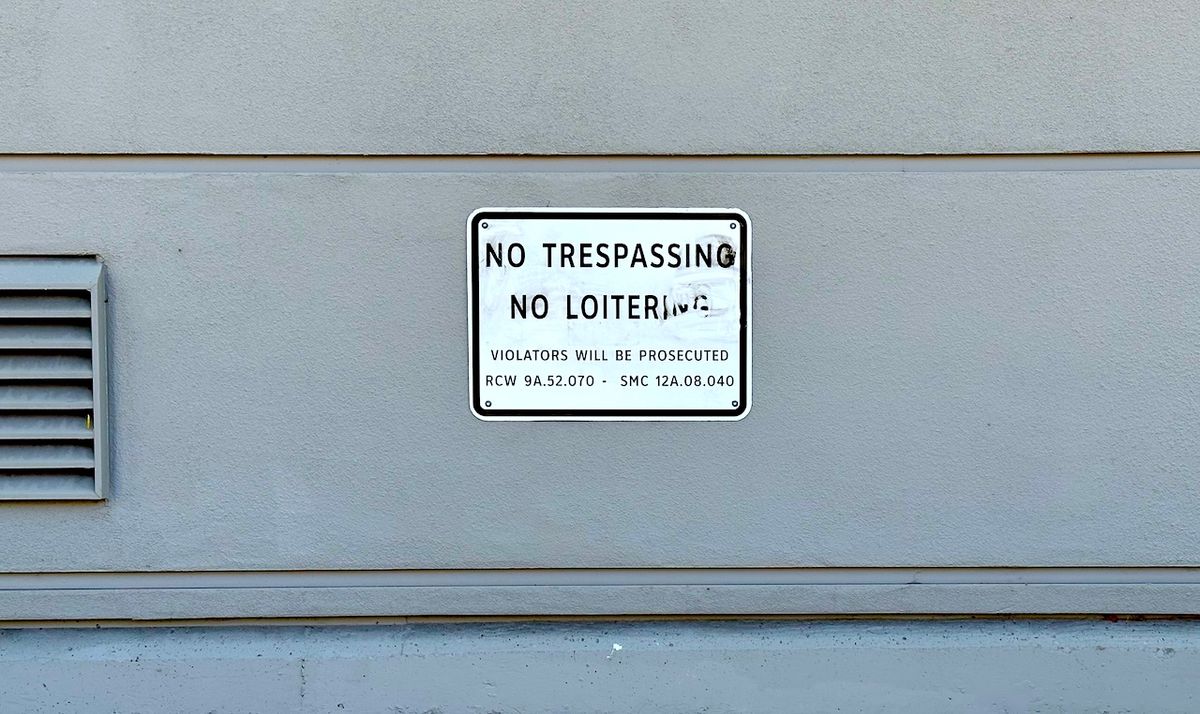 NO TRESPASSING
NO LOITERING
VIOLATORS WILL BE PROSECUTED
RCW 9A.52.070 - SMC 12A.08.040